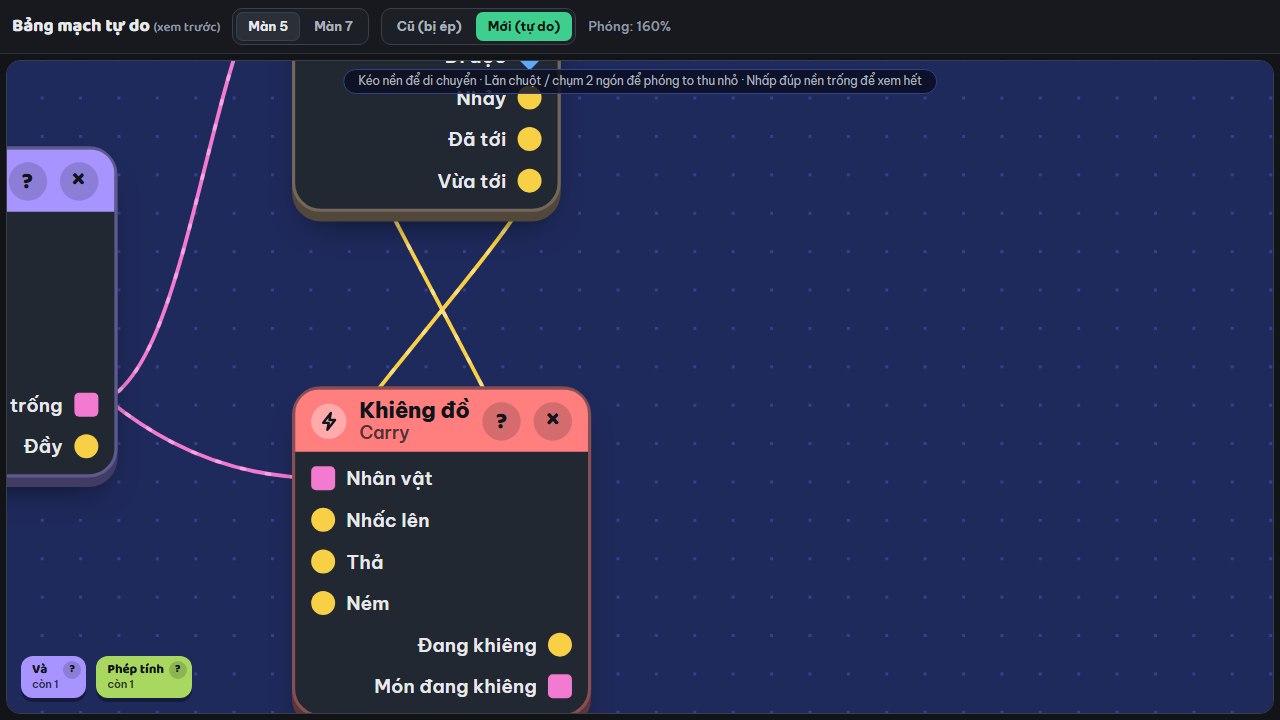 Bảng mạch tự do (xem trước)
Màn 5
Màn 7
Cũ (bị ép)
Mới (tự do)
Phóng: 160%
Kéo nền để di chuyển · Lăn chuột / chụm 2 ngón để phóng to thu nhỏ · Nhấp đúp nền trống để xem hết
Nhảy
Đã tới
Vừa tới
?
×
trống
Đầy
Khiêng đồ
Carry
?
×
Nhân vật
Nhấc lên
Thả
Ném
Đang khiêng
Món đang khiêng
Và
?
còn 1
Phép tính
?
còn 1